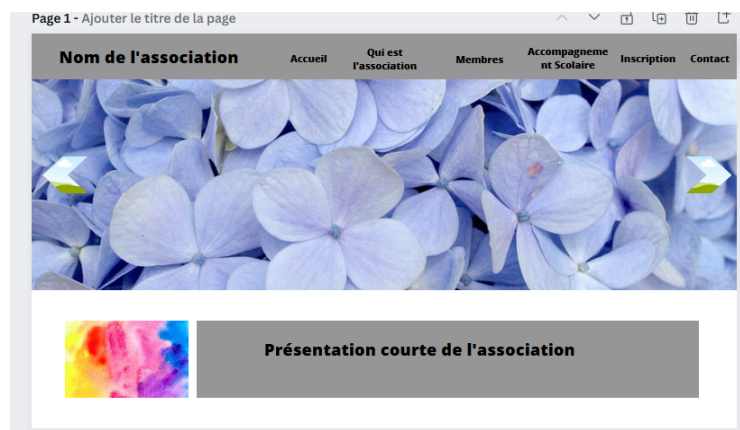 Page 1 - Ajouter le titre de la page
Nom de l'association
Accueil
Qui est
l'association
Membres
Accompagneme
nt Scolaire
Inscription
Contact
Présentation courte de l'association